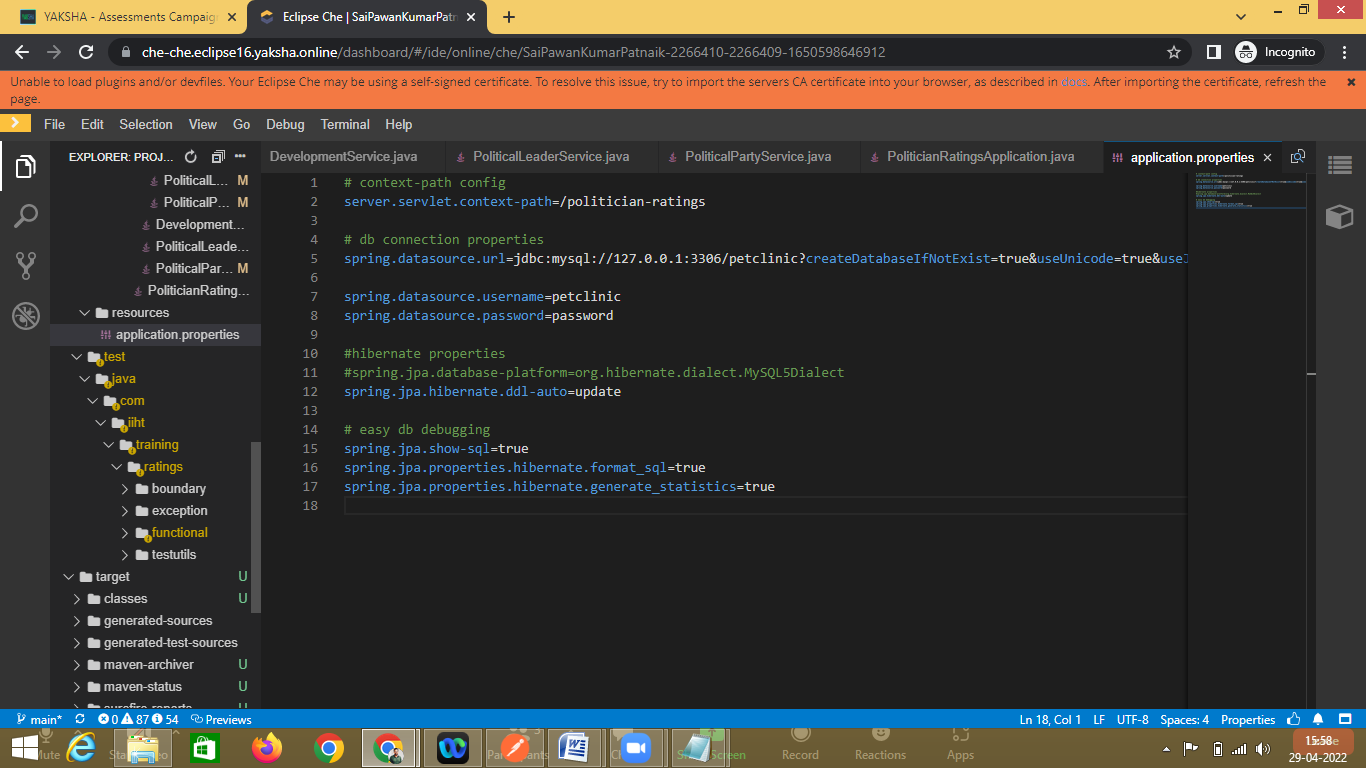 YAKSHA - Assessments Campaig
Eclipse Che | SaiPawanKumarPatn
che-che.eclipse16.yaksha.online/dashboard/#/ide/online/che/SaiPawanKumarPatnaik-2266410-2266409-1650598646912
Incognito
Unable to load plugins and/or devfiles. Your Eclipse Che may be using a self-signed certificate. To resolve this issue, try to import the servers CA certificate into your browser, as described in docs. After importing the certificate, refresh the
page.
File Edit Selection View Go Debug Terminal Help
EXPLORER: PROJ...
DevelopmentService.java PoliticalLeaderService.java PoliticalPartyService.java PoliticianRatingsApplication.java application.properties
PoliticalL... M
PoliticalP... M
Development...
PoliticalLeade...
PoliticalPar... M
PoliticianRating...
resources
application.properties
test
java
com
iiht
training
ratings
boundary
exception
functional
testutils
target U
classes U
generated-sources
generated-test-sources
maven-archiver U
maven-status U
surefire-reports U
1 # context-path config
2 server.servlet.context-path=/politician-ratings
3
4 # db connection properties
5 spring.datasource.url=jdbc:mysql://127.0.0.1:3306/petclinic?createDatabaseIfNotExist=true&useUnicode=true&useJ
6
7 spring.datasource.username=petclinic
8 spring.datasource.password=password
9
10 #hibernate properties
11 #spring.jpa.database-platform=org.hibernate.dialect.MySQL5Dialect
12 spring.jpa.hibernate.ddl-auto=update
13
14 # easy db debugging
15 spring.jpa.show-sql=true
16 spring.jpa.properties.hibernate.format_sql=true
17 spring.jpa.properties.hibernate.generate_statistics=true
18
main* 0 87 54 Previews
Ln 18, Col 1 LF UTF-8 Spaces: 4 Properties
Record Reactions Apps
15:58
29-04-2022